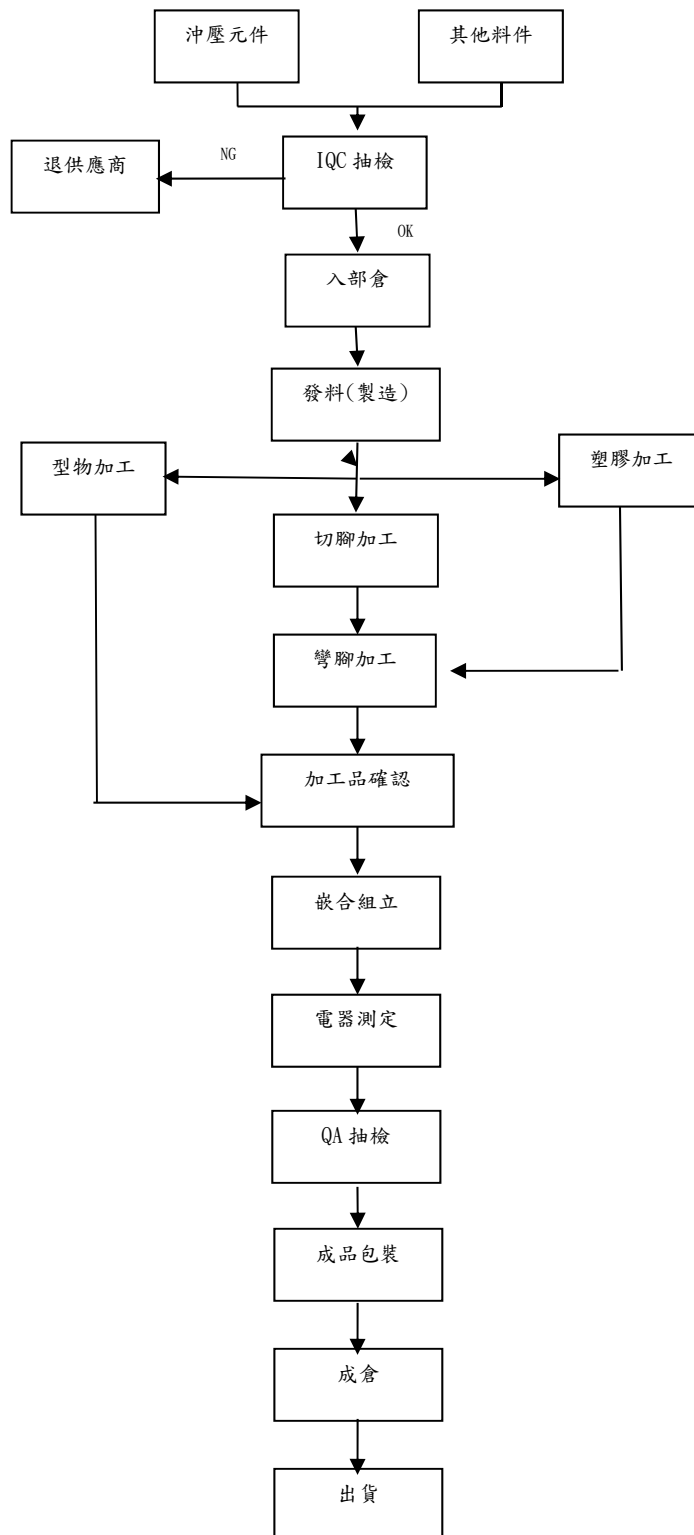 沖壓元件
其他料件
退供應商
NG
IQC 抽檢
OK
入部倉
發料(製造)
型物加工
塑膠加工
切腳加工
彎腳加工
加工品確認
嵌合組立
電器測定
QA 抽檢
成品包裝
成倉
出貨